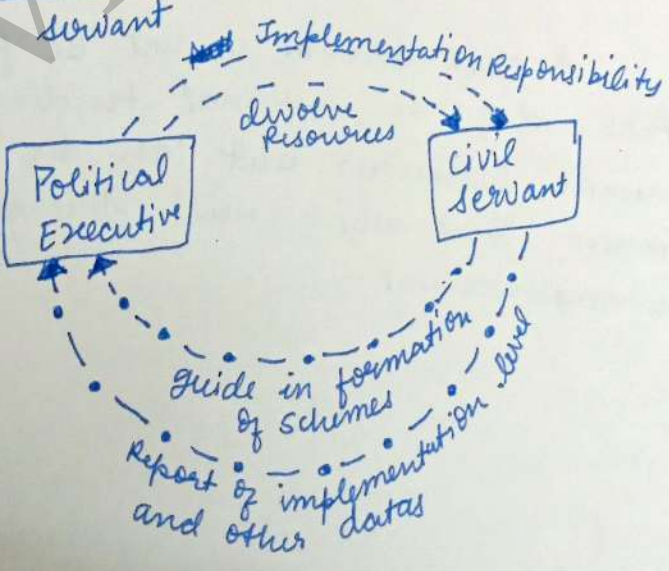 servant
Implementation Responsibility
devolve
Resources
Political
Executive
civil
servant
guide in formation
of schemes
Report of implementation level
and other datas